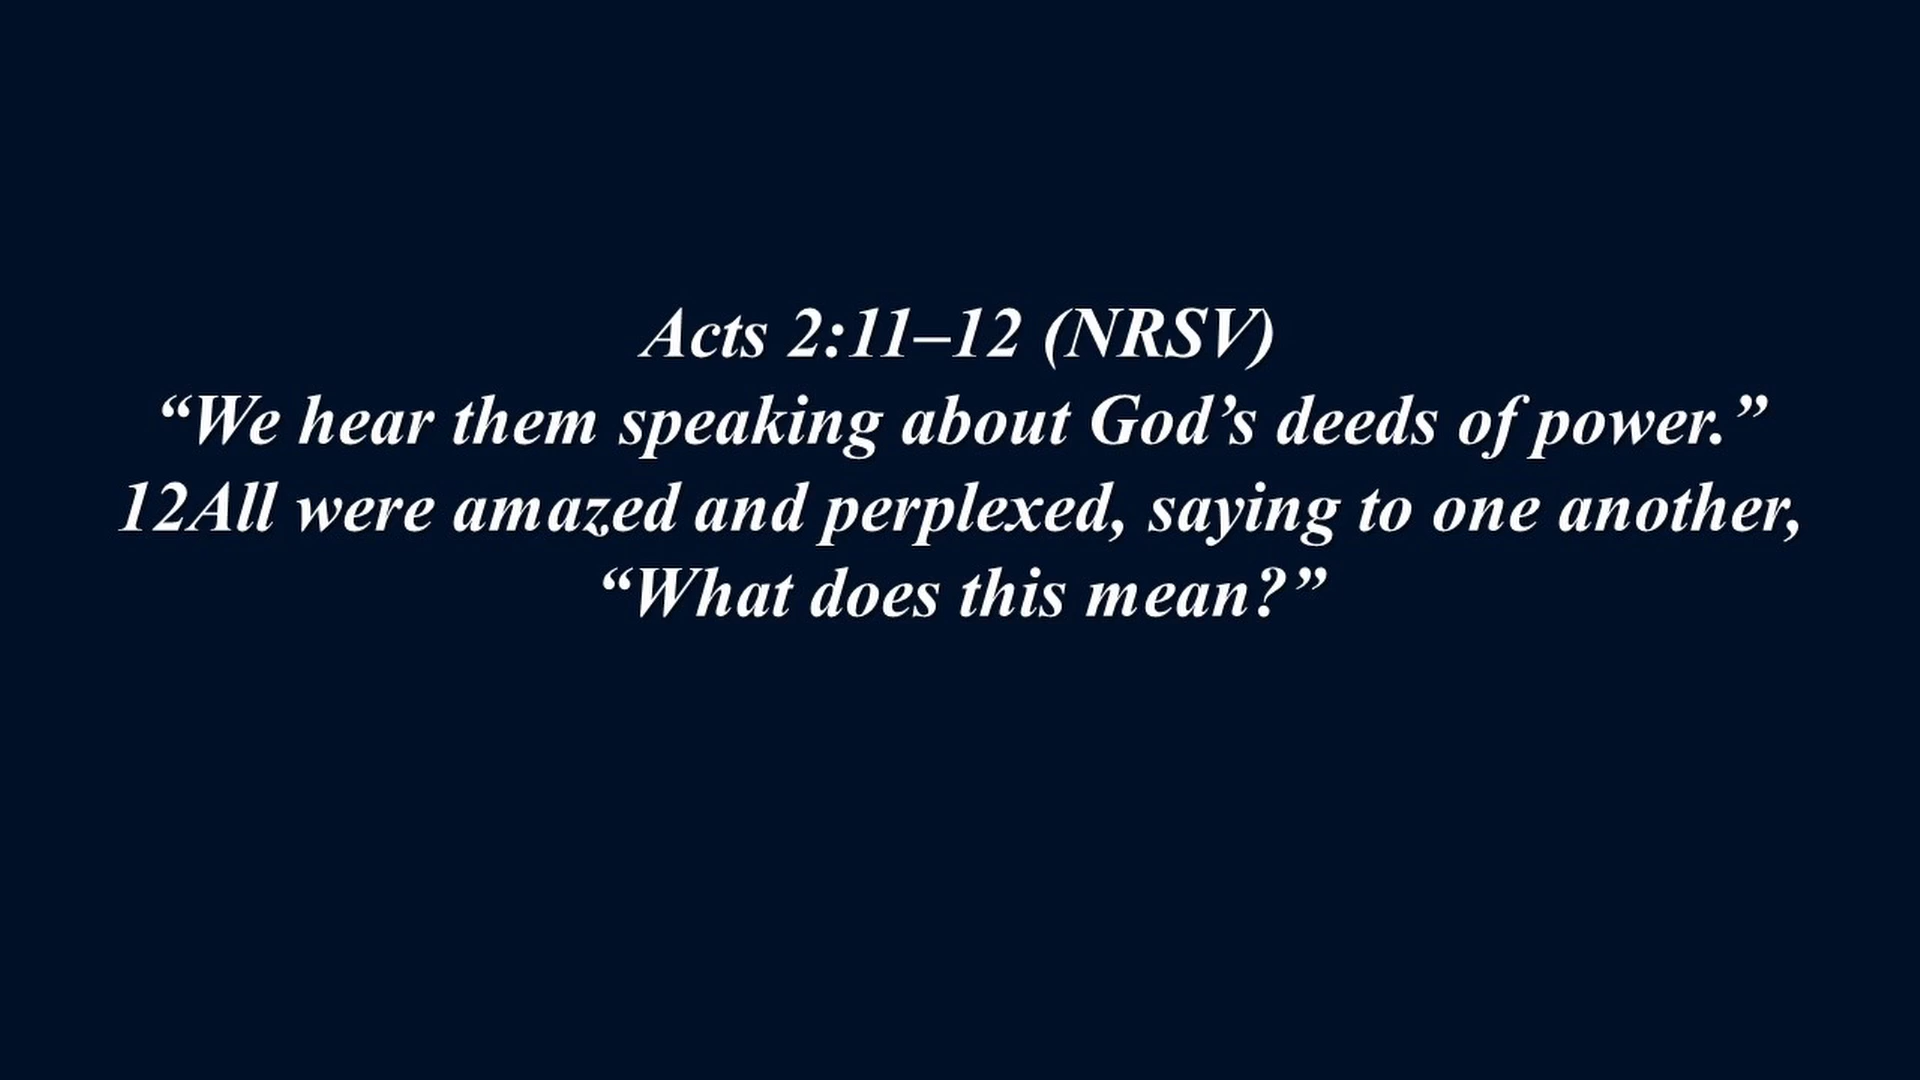 Acts 2:11–12 (NRSV)
“We hear them speaking about God’s deeds of power.”
12All were amazed and perplexed, saying to one another,
“What does this mean?”